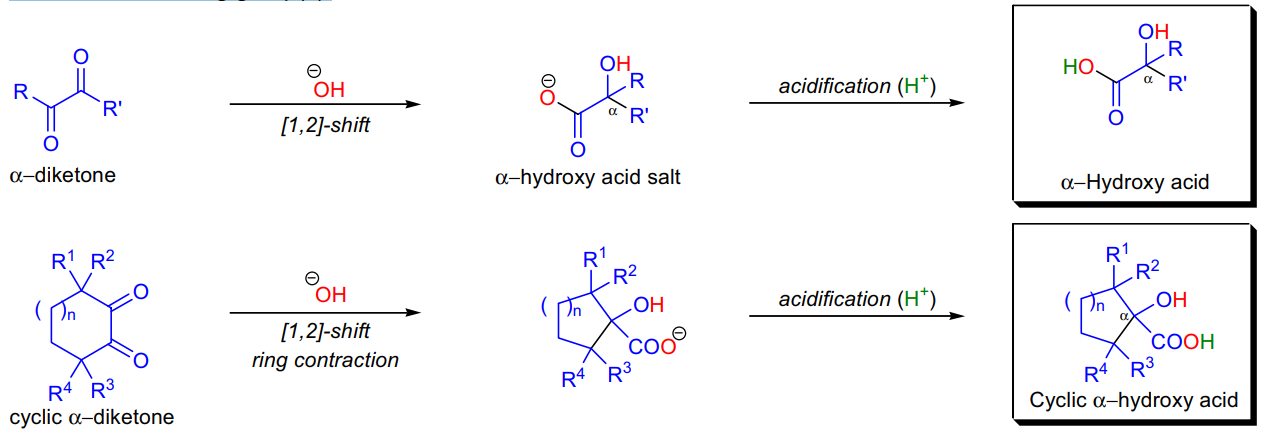 O
OH
OH
R
⊖
OH
⊖
O
R
HO
R
R'
[1,2]-shift
α
R'
acidification (H⁺)
α
R'
O
O
O
α–diketone
α–hydroxy acid salt
α–Hydroxy acid
R¹ R²
O
( )n
O
R⁴ R³
cyclic α–diketone
⊖
OH
[1,2]-shift
ring contraction
R¹
R²
( )n
OH
COO⊖
R⁴ R³
acidification (H⁺)
R¹
R²
( )n
OH
α
COOH
R⁴ R³
Cyclic α–hydroxy acid